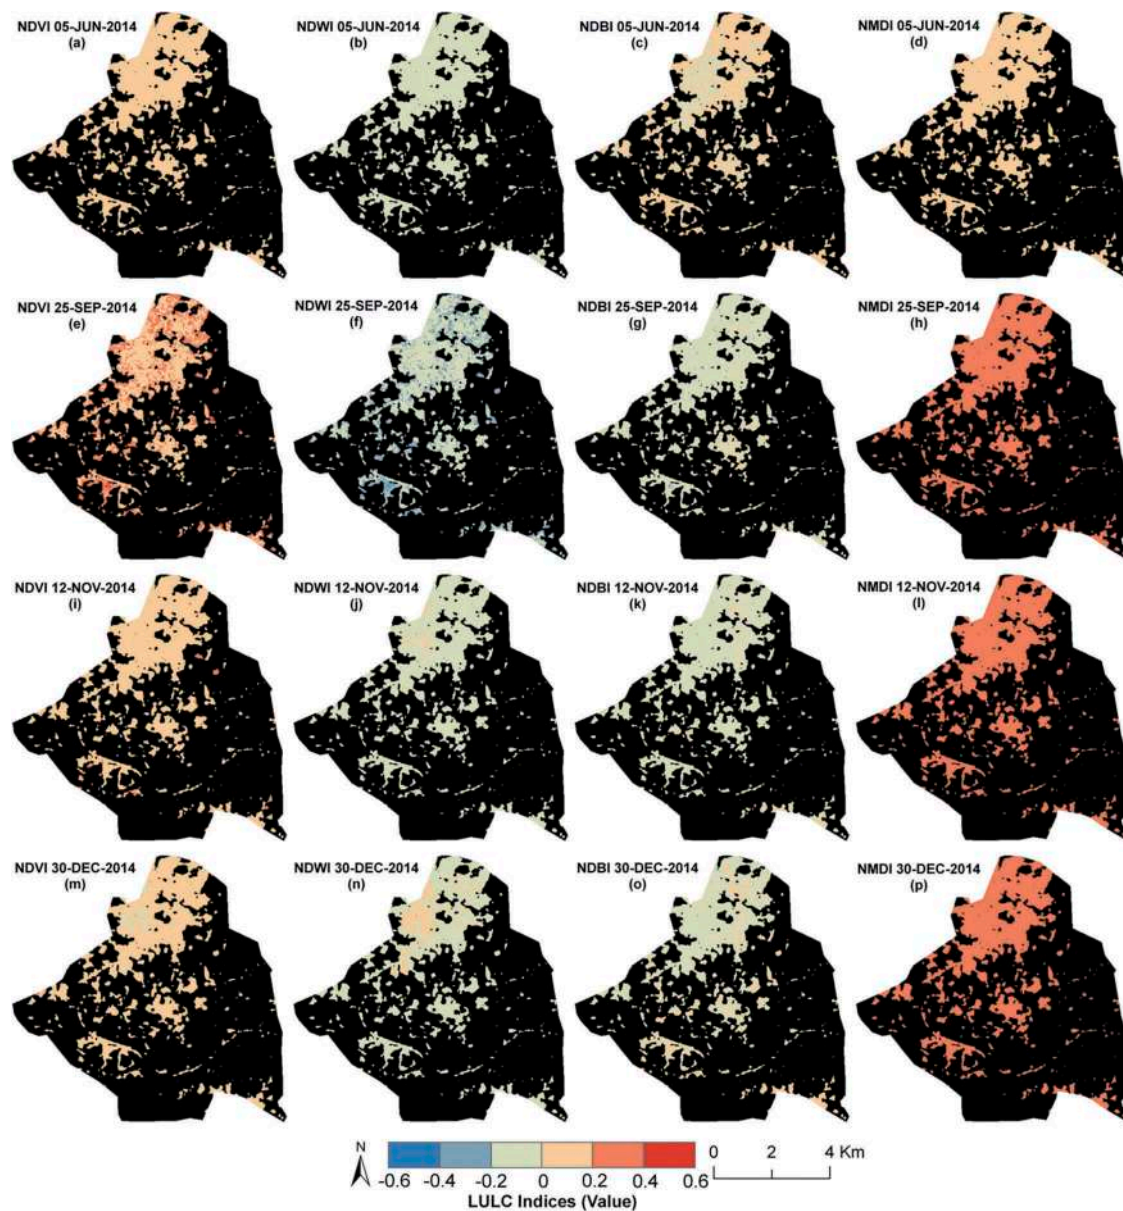 NDVI 05-JUN-2014
(a)
NDWI 05-JUN-2014
(b)
NDBI 05-JUN-2014
(c)
NMDI 05-JUN-2014
(d)
NDVI 25-SEP-2014
(e)
NDWI 25-SEP-2014
(f)
NDBI 25-SEP-2014
(g)
NMDI 25-SEP-2014
(h)
NDVI 12-NOV-2014
(i)
NDWI 12-NOV-2014
(j)
NDBI 12-NOV-2014
(k)
NMDI 12-NOV-2014
(l)
NDVI 30-DEC-2014
(m)
NDWI 30-DEC-2014
(n)
NDBI 30-DEC-2014
(o)
NMDI 30-DEC-2014
(p)
N
0 2 4 Km
-0.6 -0.4 -0.2 0 0.2 0.4 0.6
LULC Indices (Value)